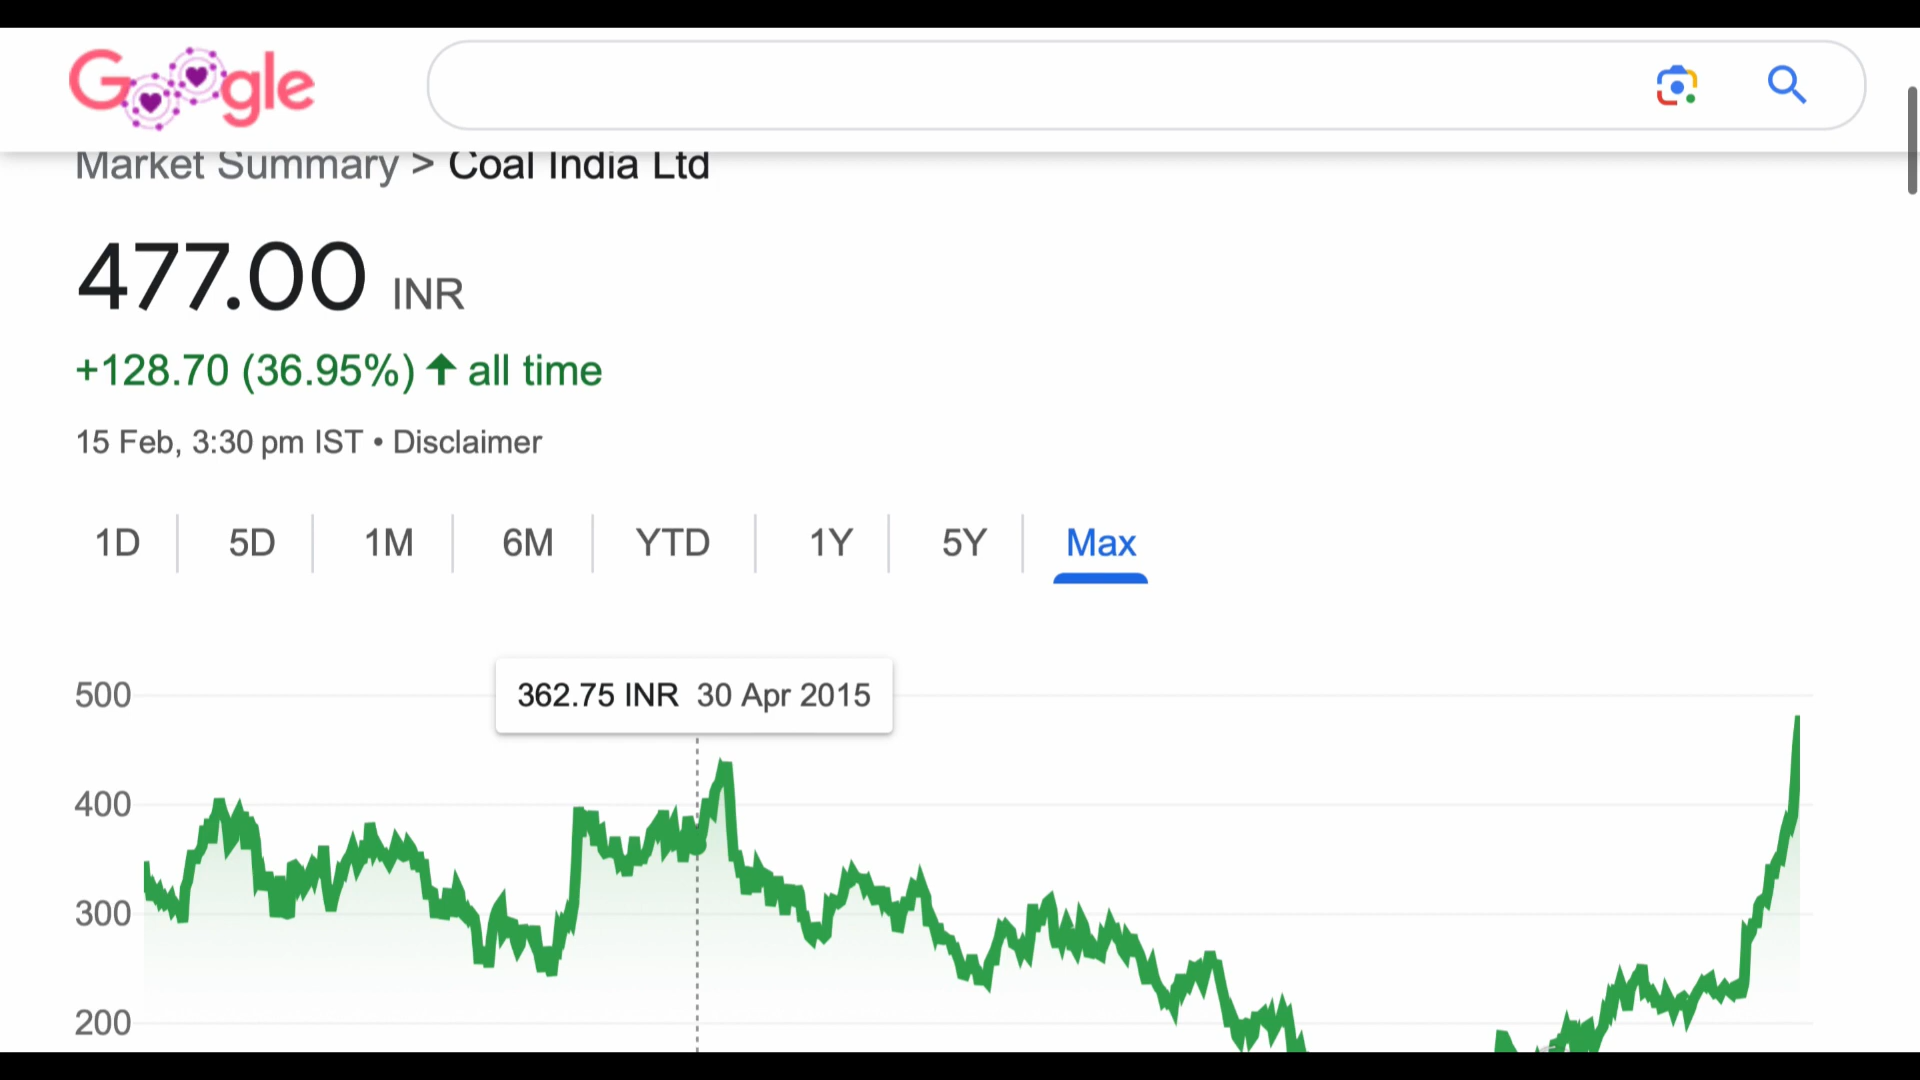 Google
Market Summary > Coal India Ltd
477.00 INR
+128.70 (36.95%) all time
15 Feb, 3:30 pm IST • Disclaimer
1D 5D 1M 6M YTD 1Y 5Y Max
362.75 INR 30 Apr 2015
500
400
300
200